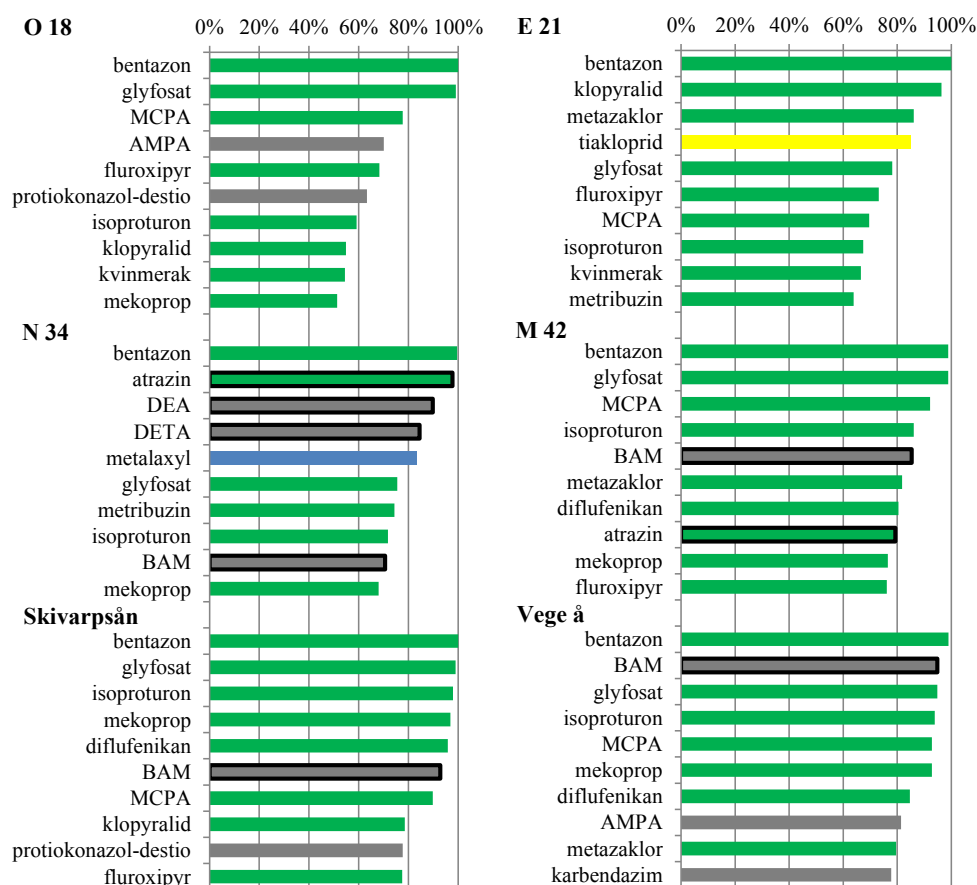 O 18
0% 20% 40% 60% 80% 100%
bentazon
glyfosat
MCPA
AMPA
fluroxipyr
protiokonazol-destio
isoproturon
klopyralid
kvinmerak
mekoprop
E 21
0% 20% 40% 60% 80% 100%
bentazon
klopyralid
metazaklor
tiakloprid
glyfosat
fluroxipyr
MCPA
isoproturon
kvinmerak
metribuzin
N 34
bentazon
atrazin
DEA
DETA
metalaxyl
glyfosat
metribuzin
isoproturon
BAM
mekoprop
M 42
bentazon
glyfosat
MCPA
isoproturon
BAM
metazaklor
diflufenikan
atrazin
mekoprop
fluroxipyr
Skivarpsån
bentazon
glyfosat
isoproturon
mekoprop
diflufenikan
BAM
MCPA
klopyralid
protiokonazol-destio
fluroxipyr
Vege å
bentazon
BAM
glyfosat
isoproturon
MCPA
mekoprop
diflufenikan
AMPA
metazaklor
karbendazim